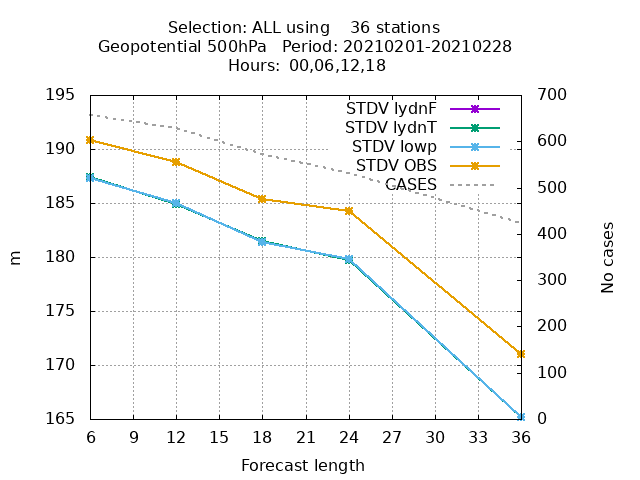 Selection: ALL using    36 stations
Geopotential 500hPa   Period: 20210201-20210228
Hours: 00,06,12,18
195
190
185
180
175
170
165
m
STDV lydnF
STDV lydnT
STDV lowp
STDV OBS
CASES
700
600
500
400
300
200
100
0
No cases
6 9 12 15 18 21 24 27 30 33 36
Forecast length